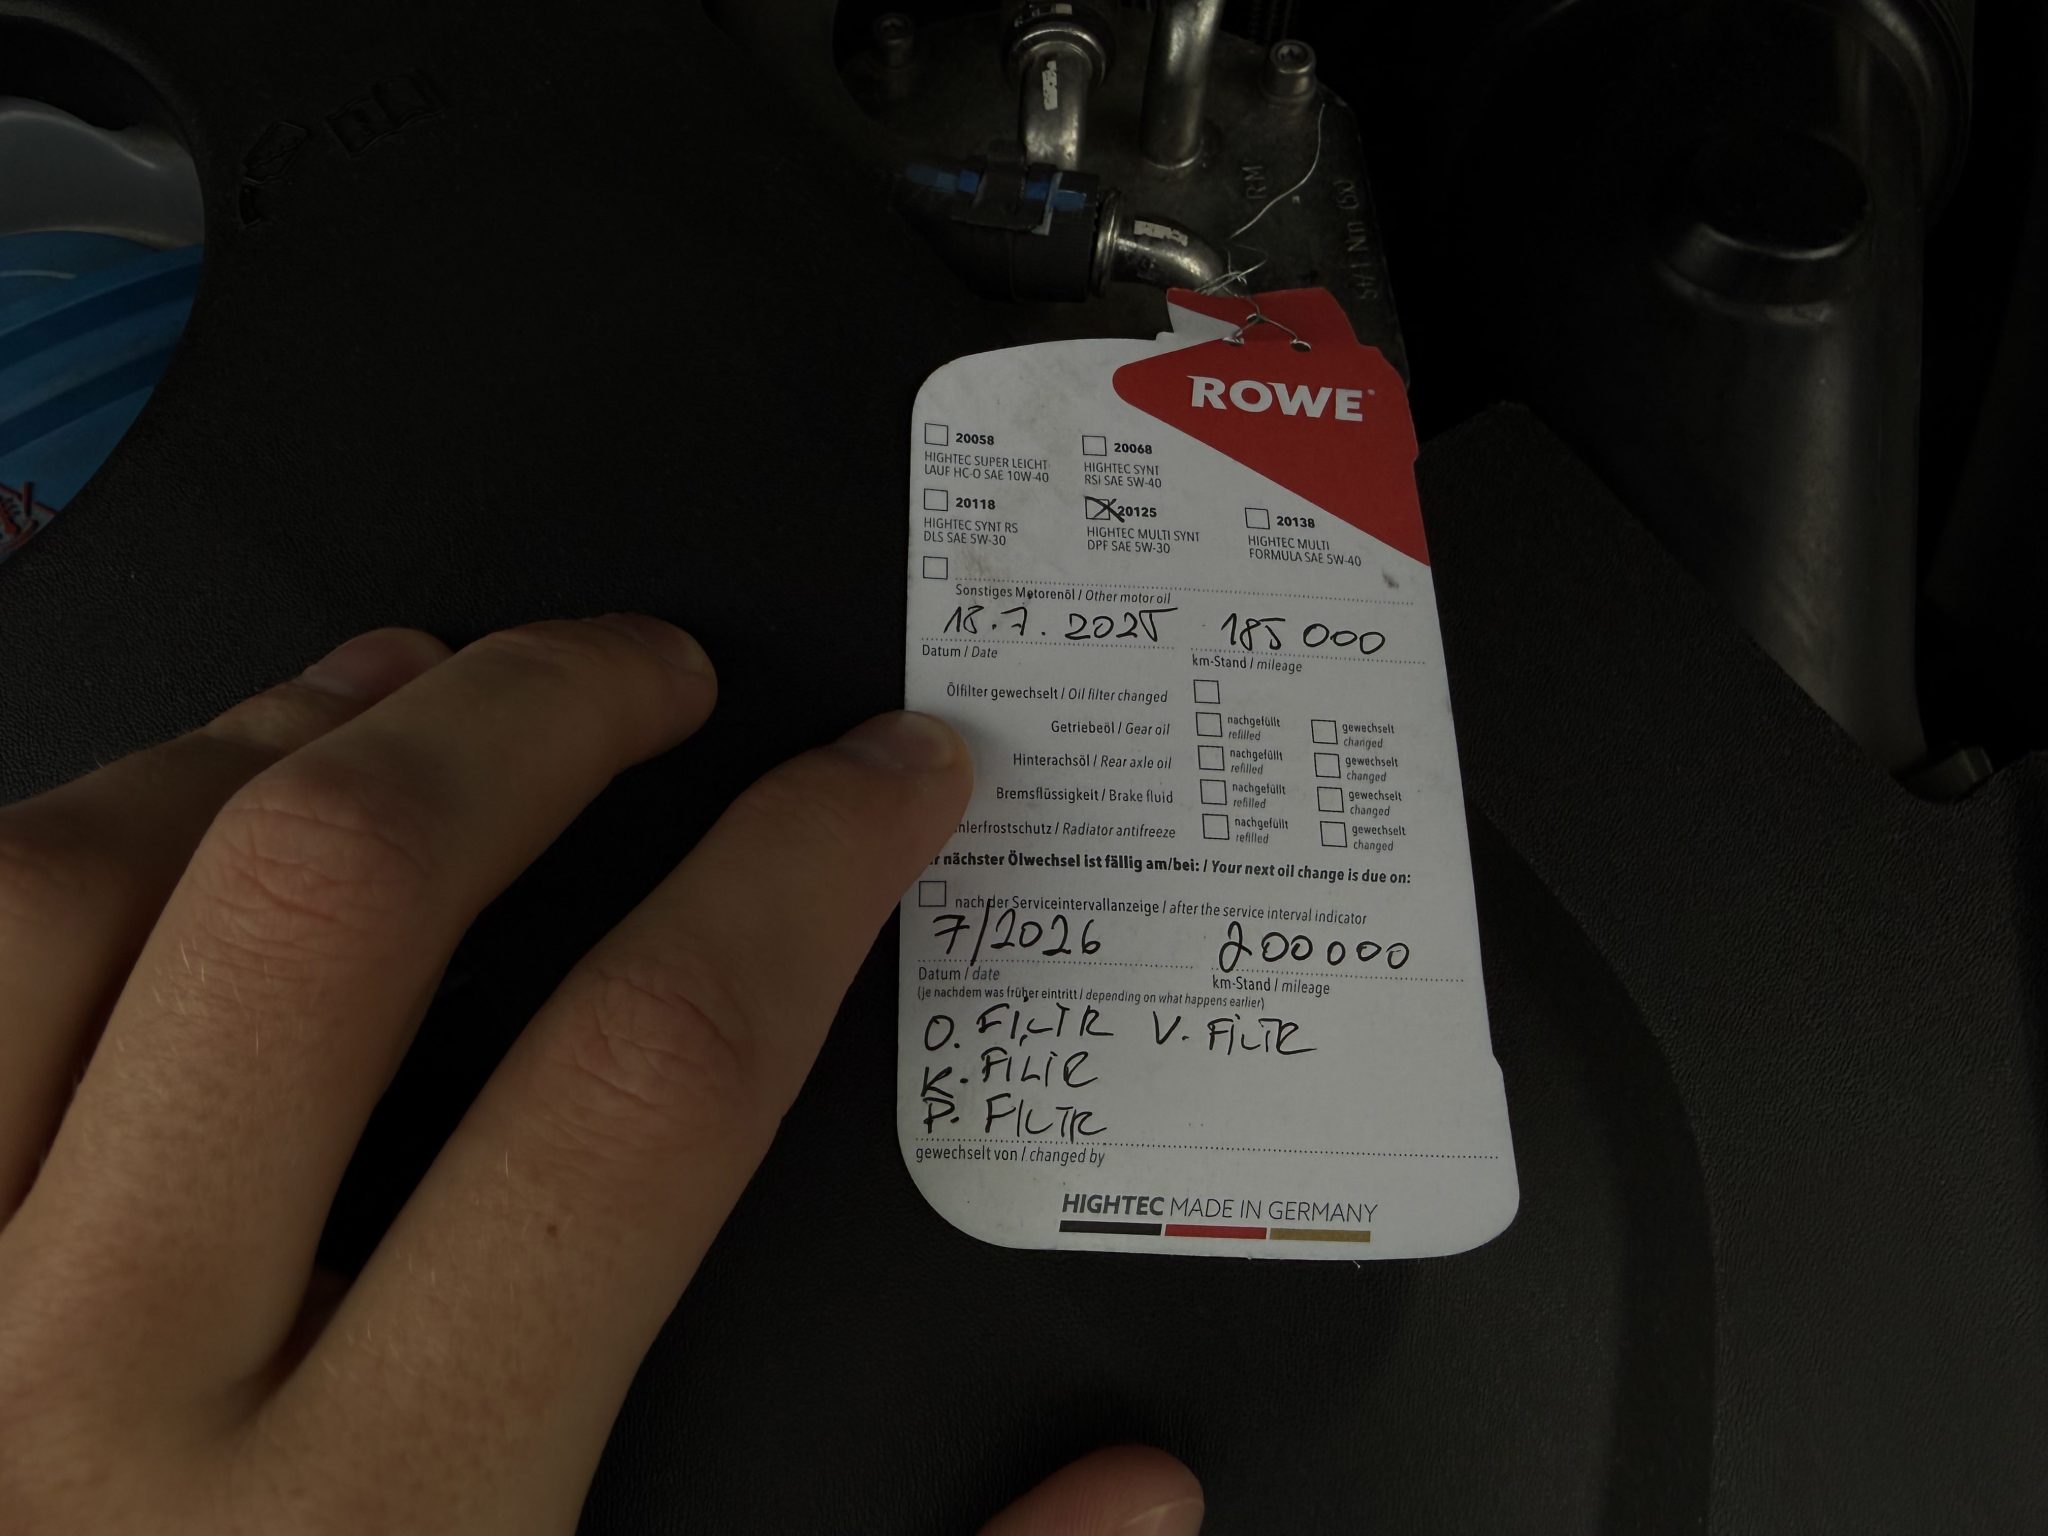 ROWE
20058
HIGHTEC SUPER LEICHT
LAUF HC-O SAE 10W-40
20068
HIGHTEC SYNT
RSI SAE 5W-40
20118
HIGHTEC SYNT RS
DLS SAE 5W-30
20125
HIGHTEC MULTI SYNT
DPF SAE 5W-30
20138
HIGHTEC MULTI
FORMULA SAE 5W-40
Sonstiges Motorenöl / Other motor oil
18.7.2025 185 000
Datum / Date km-Stand / mileage
Ölfilter gewechselt / Oil filter changed
Getriebeöl / Gear oil nachgefüllt gewechselt
refilled changed
Hinterachsöl / Rear axle oil nachgefüllt gewechselt
refilled changed
Bremsflüssigkeit / Brake fluid nachgefüllt gewechselt
refilled changed
hlerfrostschutz / Radiator antifreeze nachgefüllt gewechselt
refilled changed
r nächster Ölwechsel ist fällig am/bei: / Your next oil change is due on:
nach der Serviceintervallanzeige / after the service interval indicator
7/2026 200 000
Datum / date km-Stand / mileage
(je nachdem was früher eintritt / depending on what happens earlier)
O. FILTR V. FILTR
K. FILTR
P. FILTR
gewechselt von / changed by
HIGHTEC MADE IN GERMANY